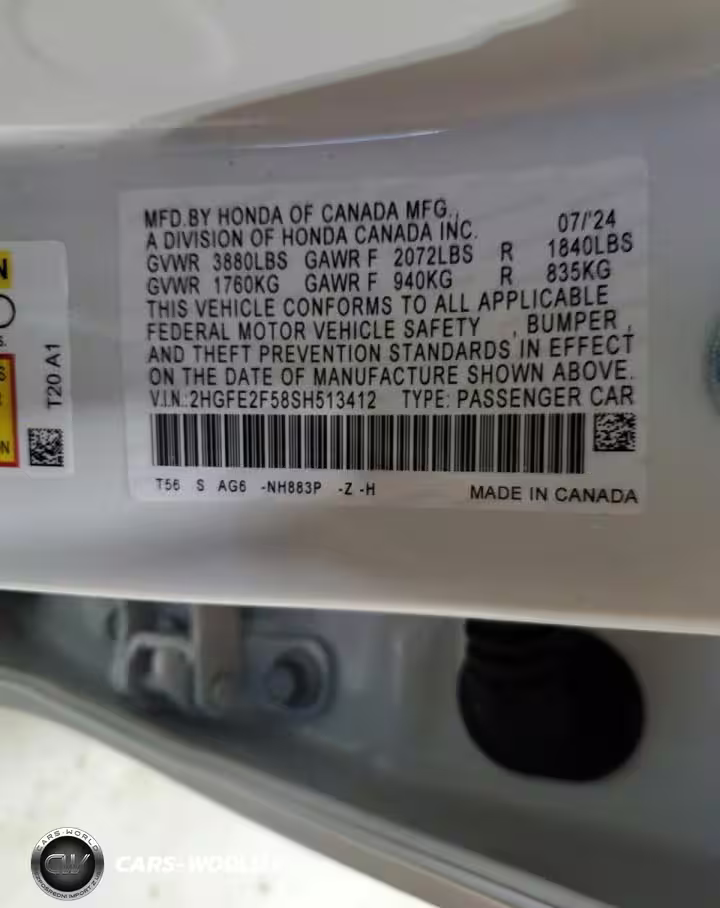 MFD.BY HONDA OF CANADA MFG., 07/'24
A DIVISION OF HONDA CANADA INC.
GVWR 3880LBS GAWR F 2072LBS R 1840LBS
GVWR 1760KG GAWR F 940KG R 835KG
THIS VEHICLE CONFORMS TO ALL APPLICABLE
FEDERAL MOTOR VEHICLE SAFETY , BUMPER ,
AND THEFT PREVENTION STANDARDS IN EFFECT
ON THE DATE OF MANUFACTURE SHOWN ABOVE.
V.I.N.:2HGFE2F58SH513412 TYPE: PASSENGER CAR
T56 S AG6 -NH883P -Z -H MADE IN CANADA
T20 A1
N
S.
S
R
N
CARS-WORLD
CW
CARS-WORLD